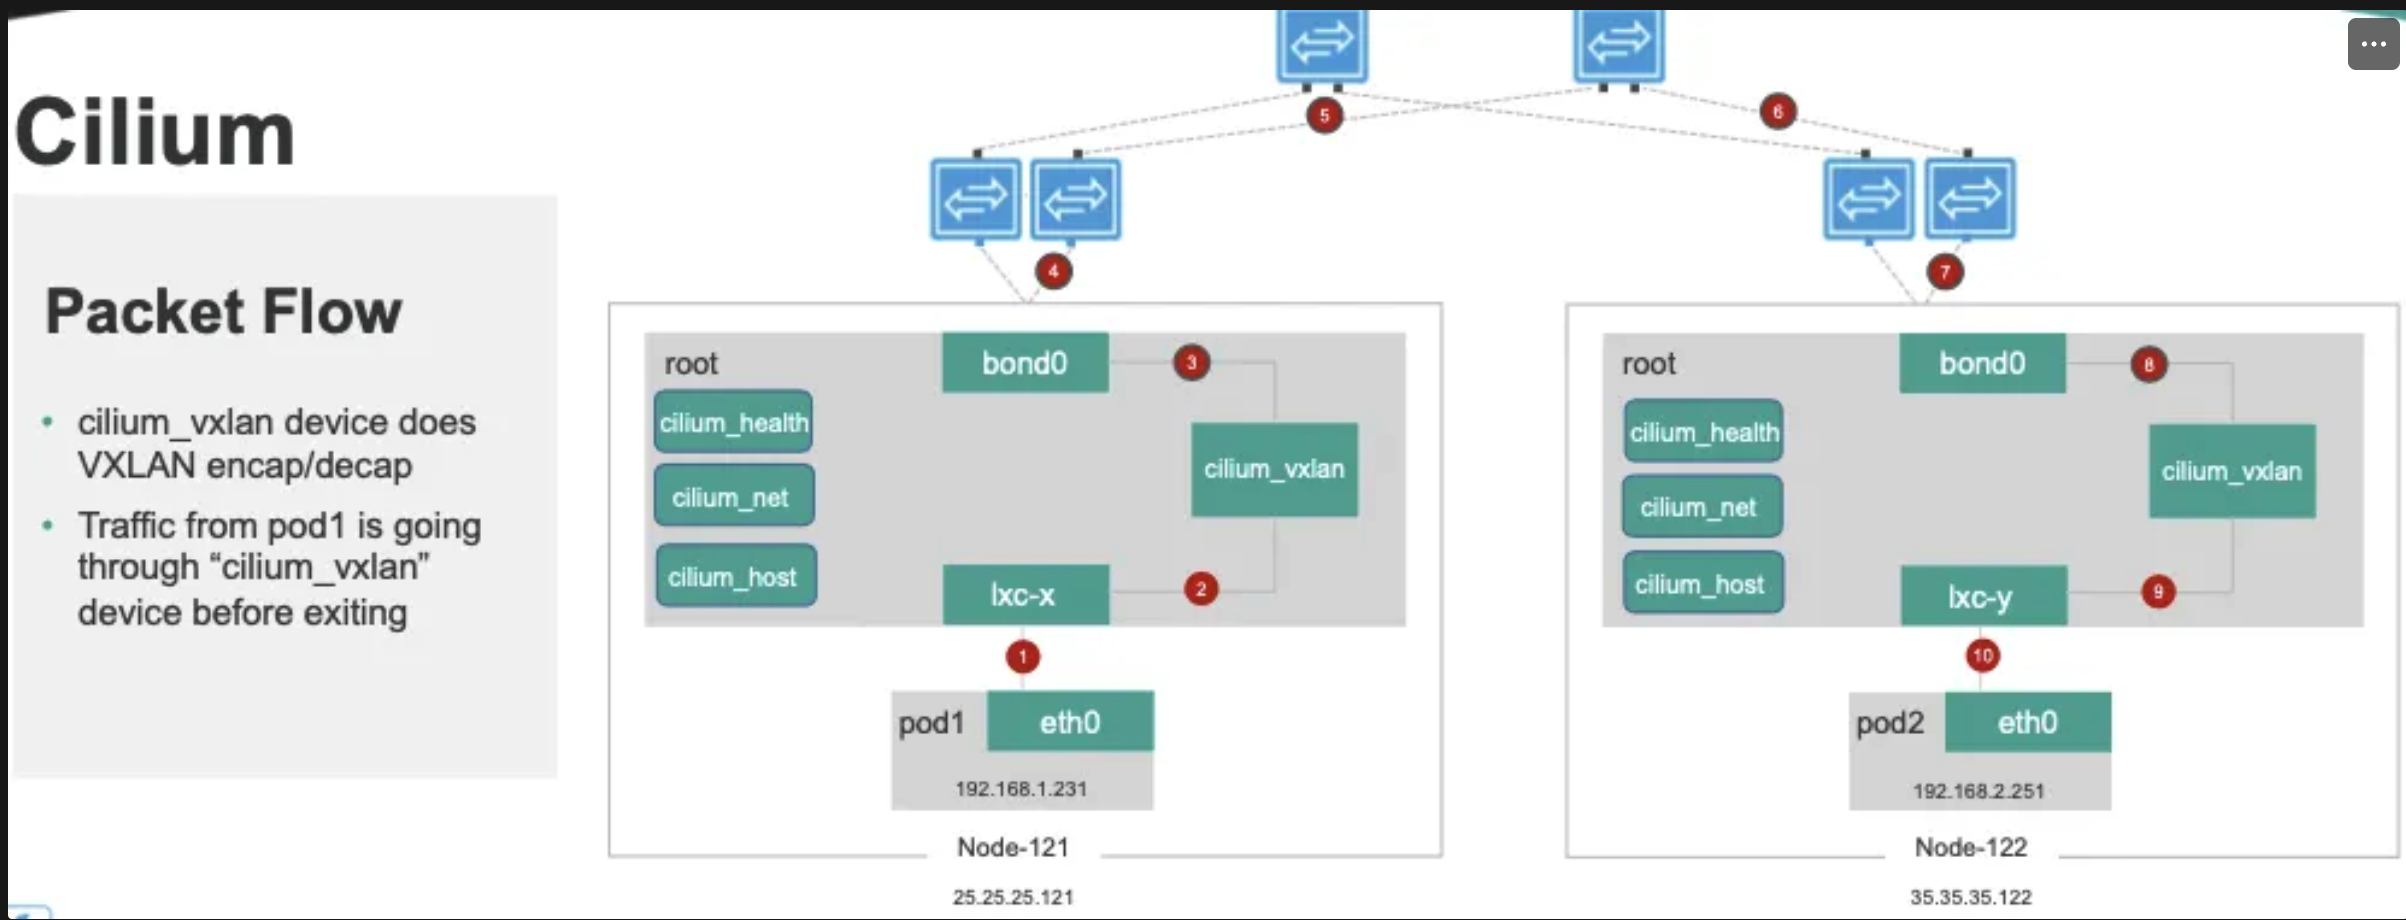 Cilium
Packet Flow
• cilium_vxlan device does
VXLAN encap/decap
• Traffic from pod1 is going
through “cilium_vxlan”
device before exiting
5
6
4
7
root
bond0
3
cilium_health
cilium_vxlan
cilium_net
cilium_host
lxc-x
2
1
pod1
eth0
192.168.1.231
Node-121
25.25.25.121
root
bond0
8
cilium_health
cilium_vxlan
cilium_net
cilium_host
lxc-y
9
10
pod2
eth0
192.168.2.251
Node-122
35.35.35.122